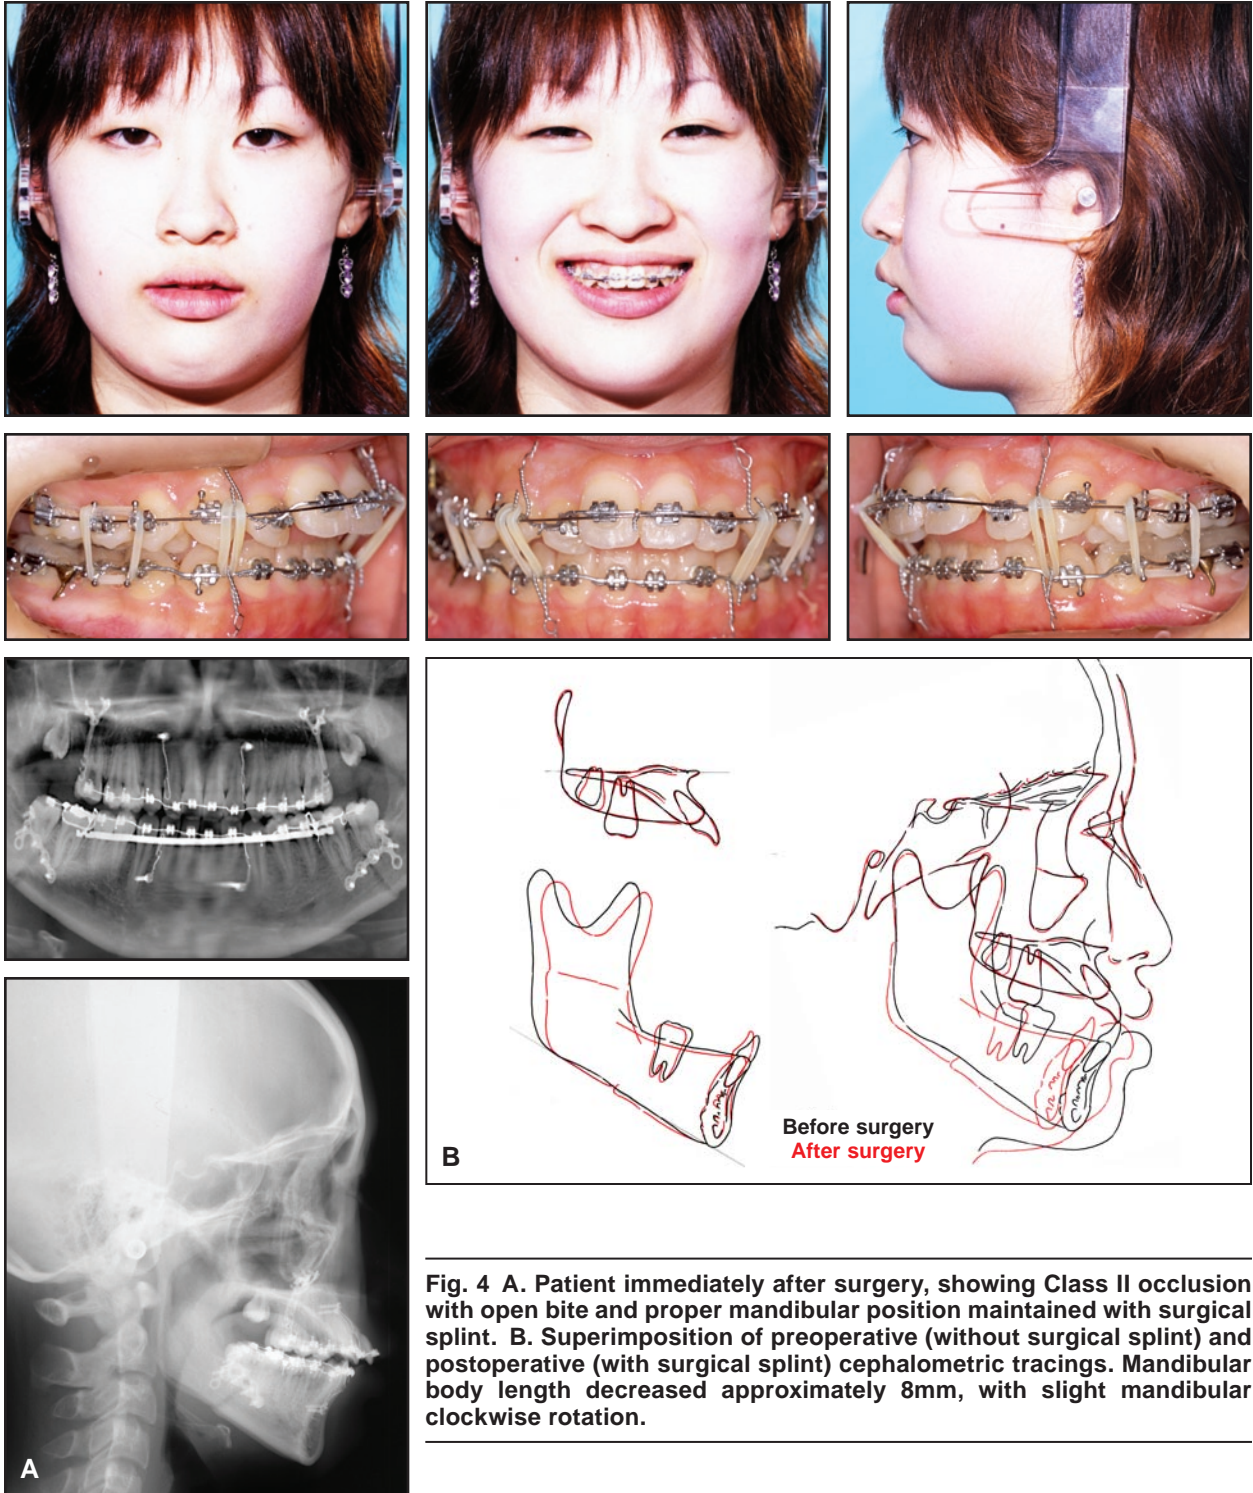 B
Before surgery
After surgery
A
Fig. 4 A. Patient immediately after surgery, showing Class II occlusion
with open bite and proper mandibular position maintained with surgical
splint. B. Superimposition of preoperative (without surgical splint) and
postoperative (with surgical splint) cephalometric tracings. Mandibular
body length decreased approximately 8mm, with slight mandibular
clockwise rotation.